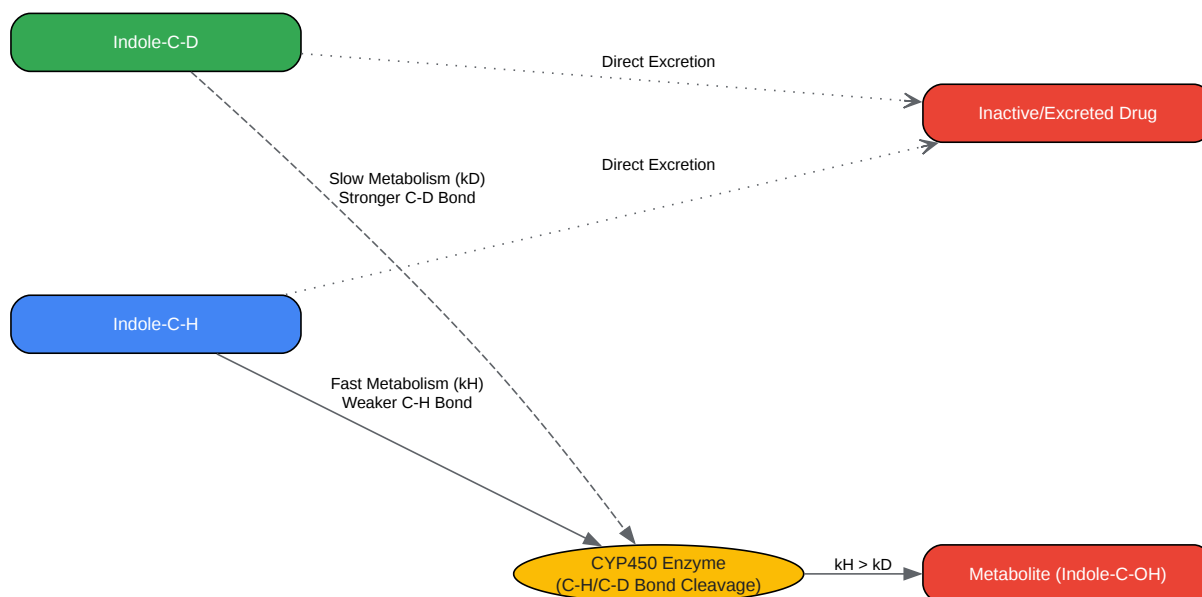 Indole-C-D
Direct Excretion
Inactive/Excreted Drug
Direct Excretion
Slow Metabolism (kD)
Stronger C-D Bond
Indole-C-H
Fast Metabolism (kH)
Weaker C-H Bond
CYP450 Enzyme
(C-H/C-D Bond Cleavage)
kH > kD
Metabolite (Indole-C-OH)